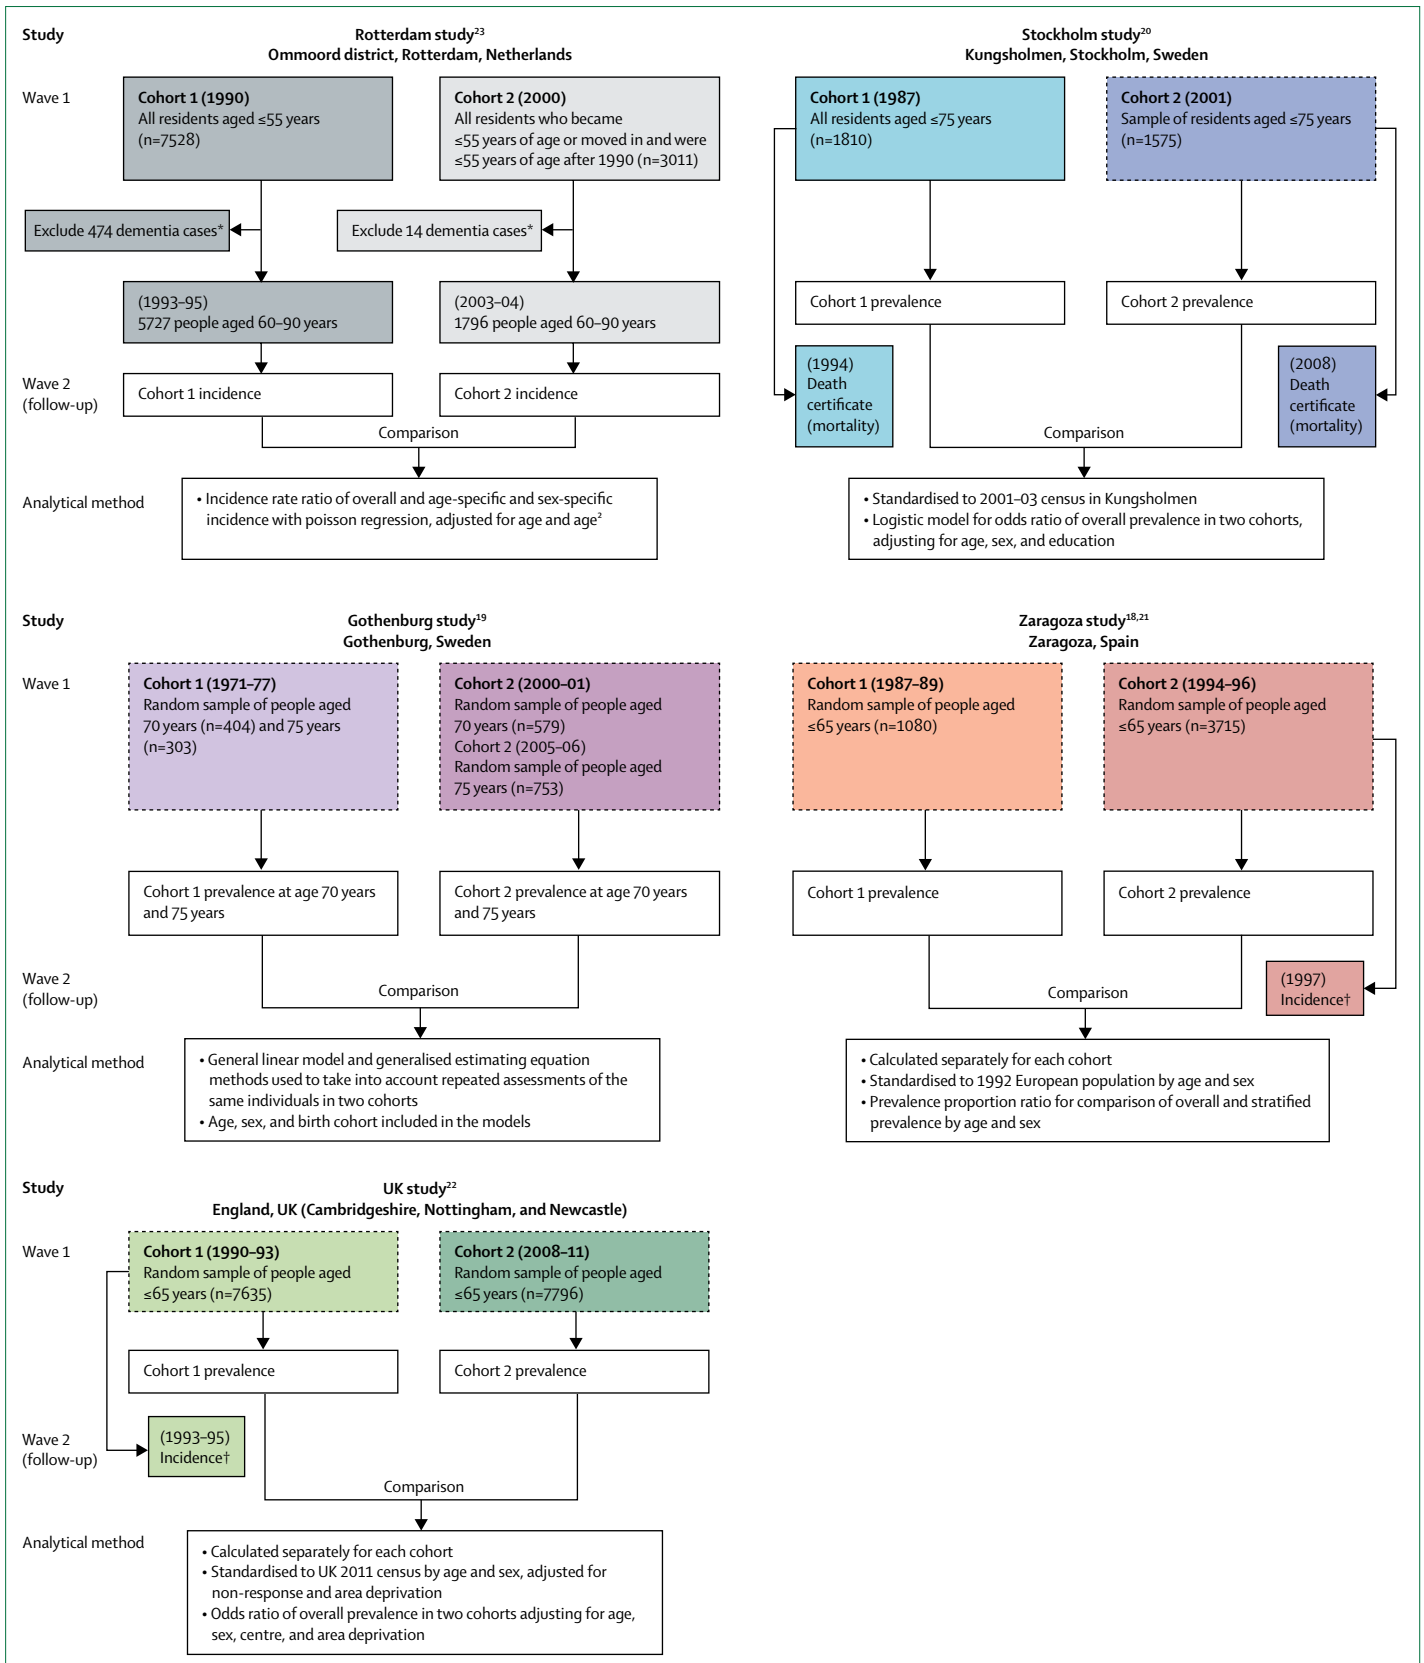 Study
Rotterdam study²³
Ommoord district, Rotterdam, Netherlands
Wave 1
Cohort 1 (1990)
All residents aged ≤55 years
(n=7528)
Cohort 2 (2000)
All residents who became
≤55 years of age or moved in and were
≤55 years of age after 1990 (n=3011)
Exclude 474 dementia cases*
Exclude 14 dementia cases*
(1993–95)
5727 people aged 60–90 years
(2003–04)
1796 people aged 60–90 years
Wave 2
(follow-up)
Cohort 1 incidence
Cohort 2 incidence
Comparison
Analytical method
• Incidence rate ratio of overall and age-specific and sex-specific
incidence with poisson regression, adjusted for age and age²
Stockholm study²⁰
Kungsholmen, Stockholm, Sweden
Cohort 1 (1987)
All residents aged ≤75 years
(n=1810)
Cohort 2 (2001)
Sample of residents aged ≤75 years
(n=1575)
Cohort 1 prevalence
Cohort 2 prevalence
(1994)
Death
certificate
(mortality)
(2008)
Death
certificate
(mortality)
Comparison
• Standardised to 2001–03 census in Kungsholmen
• Logistic model for odds ratio of overall prevalence in two cohorts,
adjusting for age, sex, and education
Study
Gothenburg study¹⁹
Gothenburg, Sweden
Wave 1
Cohort 1 (1971–77)
Random sample of people aged
70 years (n=404) and 75 years
(n=303)
Cohort 2 (2000–01)
Random sample of people aged
70 years (n=579)
Cohort 2 (2005–06)
Random sample of people aged
75 years (n=753)
Cohort 1 prevalence at age 70 years
and 75 years
Cohort 2 prevalence at age 70 years
and 75 years
Wave 2
(follow-up)
Comparison
Analytical method
• General linear model and generalised estimating equation
methods used to take into account repeated assessments of the
same individuals in two cohorts
• Age, sex, and birth cohort included in the models
Zaragoza study¹⁸,²¹
Zaragoza, Spain
Cohort 1 (1987–89)
Random sample of people aged
≤65 years (n=1080)
Cohort 2 (1994–96)
Random sample of people aged
≤65 years (n=3715)
Cohort 1 prevalence
Cohort 2 prevalence
(1997)
Incidence†
Comparison
• Calculated separately for each cohort
• Standardised to 1992 European population by age and sex
• Prevalence proportion ratio for comparison of overall and stratified
prevalence by age and sex
Study
UK study²²
England, UK (Cambridgeshire, Nottingham, and Newcastle)
Wave 1
Cohort 1 (1990–93)
Random sample of people aged
≤65 years (n=7635)
Cohort 2 (2008–11)
Random sample of people aged
≤65 years (n=7796)
Cohort 1 prevalence
Cohort 2 prevalence
Wave 2
(follow-up)
(1993–95)
Incidence†
Comparison
Analytical method
• Calculated separately for each cohort
• Standardised to UK 2011 census by age and sex, adjusted for
non-response and area deprivation
• Odds ratio of overall prevalence in two cohorts adjusting for age,
sex, centre, and area deprivation